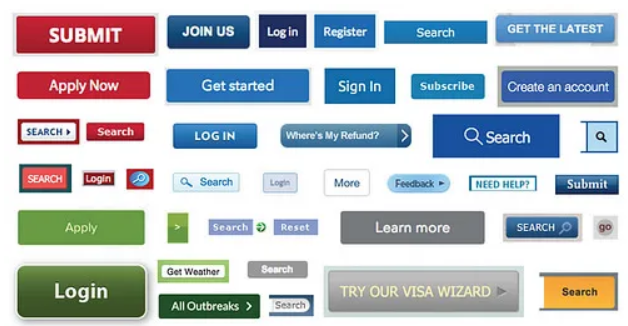 SUBMIT
JOIN US
Log in
Register
Search
GET THE LATEST
Apply Now
Get started
Sign In
Subscribe
Create an account
SEARCH
Search
LOG IN
Where's My Refund?
Search
SEARCH
Login
Search
Login
More
Feedback
NEED HELP?
Submit
Apply
>
Search
Reset
Learn more
SEARCH
go
Login
Get Weather
Search
All Outbreaks >
Search
TRY OUR VISA WIZARD
Search